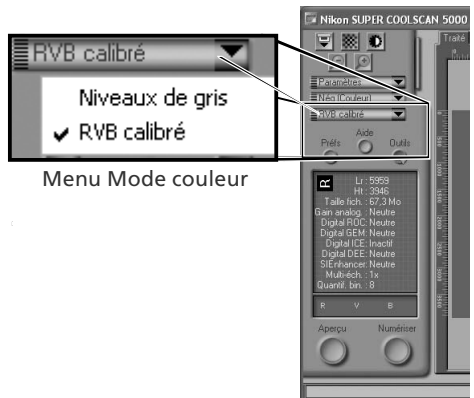 RVB calibré
Niveaux de gris
✔ RVB calibré
Menu Mode couleur
Nikon SUPER COOLSCAN 5000
Traité
Paramètres
Nég (Couleur)
RVB calibré
Préfs
Aide
Outils
R
Lr : 5959
Ht : 3946
Taille fich. : 67,3 Mo
Gain analog. : Neutre
Digital ROC: Neutre
Digital GEM: Neutre
Digital ICE: Inactif
Digital DEE: Neutre
SIEnhancer: Neutre
Multi-éch. : 1x
Quantif. bin. : 8
R V B
Aperçu Numériser